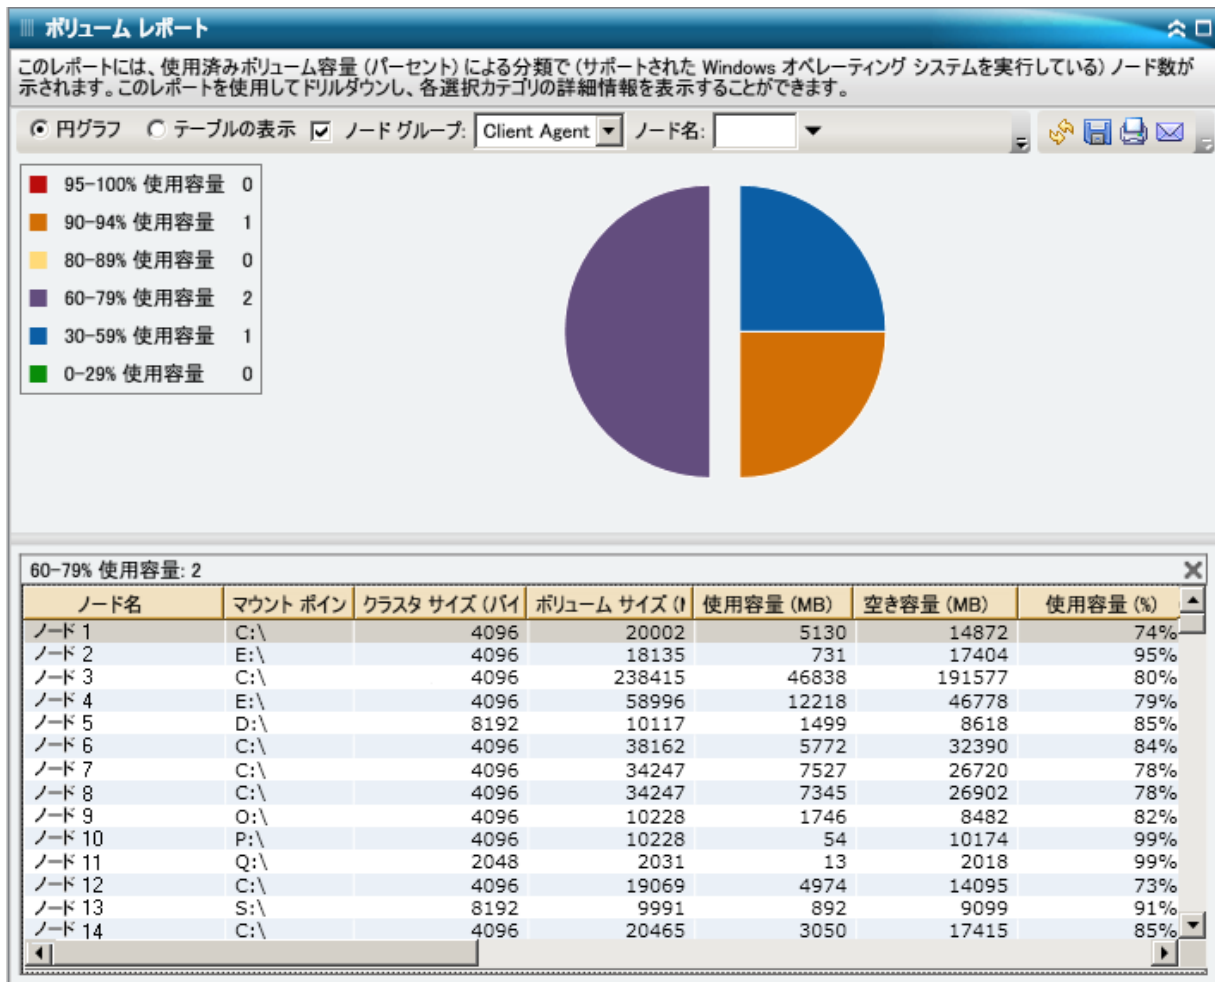 ボリューム レポート
このレポートには、使用済みボリューム容量 (パーセント) による分類で (サポートされた Windows オペレーティング システムを実行している) ノード数が
示されます。このレポートを使用してドリルダウンし、各選択カテゴリの詳細情報を表示することができます。
円グラフ テーブルの表示 ノード グループ: Client Agent ノード名:
95-100% 使用容量 0
90-94% 使用容量 1
80-89% 使用容量 0
60-79% 使用容量 2
30-59% 使用容量 1
0-29% 使用容量 0
60-79% 使用容量: 2
ノード名 マウント ポイン クラスタ サイズ (バイ ボリューム サイズ (M 使用容量 (MB) 空き容量 (MB) 使用容量 (%)
ノード 1 C:\ 4096 20002 5130 14872 74%
ノード 2 E:\ 4096 18135 731 17404 95%
ノード 3 C:\ 4096 238415 46838 191577 80%
ノード 4 E:\ 4096 58996 12218 46778 79%
ノード 5 D:\ 8192 10117 1499 8618 85%
ノード 6 C:\ 4096 38162 5772 32390 84%
ノード 7 C:\ 4096 34247 7527 26720 78%
ノード 8 C:\ 4096 34247 7345 26902 78%
ノード 9 O:\ 4096 10228 1746 8482 82%
ノード 10 P:\ 4096 10228 54 10174 99%
ノード 11 Q:\ 2048 2031 13 2018 99%
ノード 12 C:\ 4096 19069 4974 14095 73%
ノード 13 S:\ 8192 9991 892 9099 91%
ノード 14 C:\ 4096 20465 3050 17415 85%